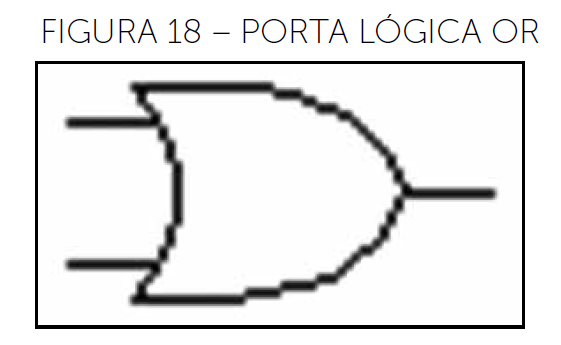 FIGURA 18 – PORTA LÓGICA OR